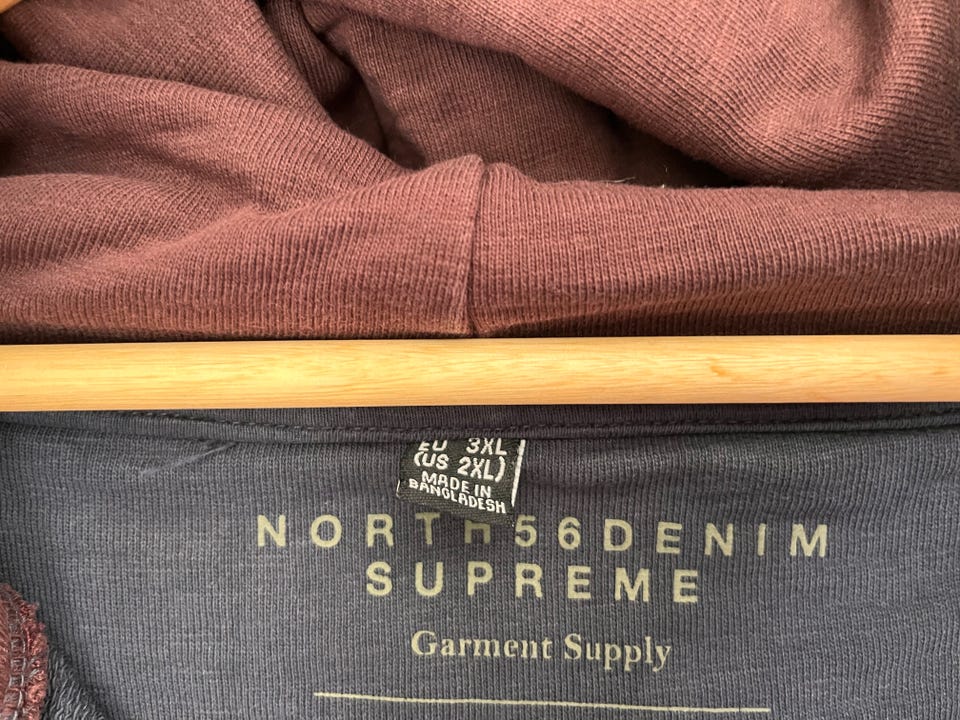 EU 3XL
(US 2XL)
MADE IN
BANGLADESH
NORTH56DENIM
SUPREME
Garment Supply